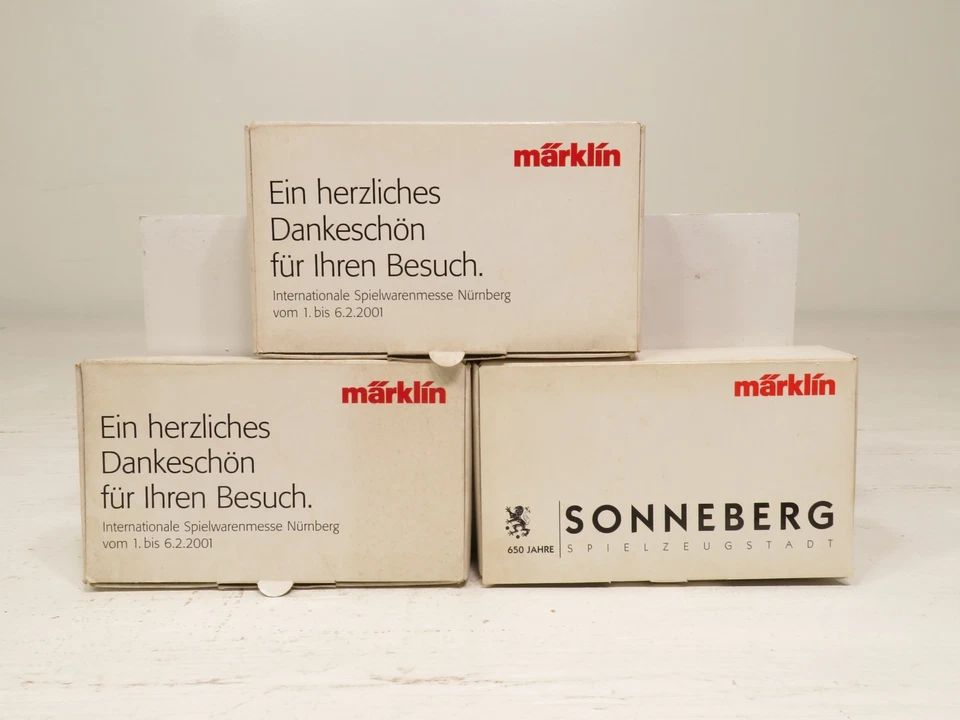 märklin
Ein herzliches
Dankeschön
für Ihren Besuch.
Internationale Spielwarenmesse Nürnberg
vom 1. bis 6.2.2001
märklin
Ein herzliches
Dankeschön
für Ihren Besuch.
Internationale Spielwarenmesse Nürnberg
vom 1. bis 6.2.2001
märklin
650 JAHRE
SONNEBERG
SPIELZEUGSTADT